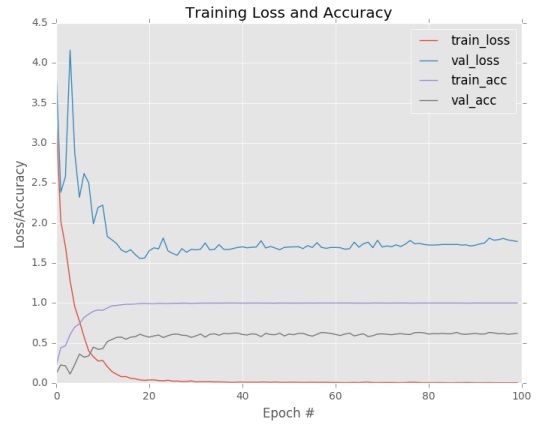 Training Loss and Accuracy
4.5
4.0
3.5
3.0
2.5
2.0
1.5
1.0
0.5
0.0
Loss/Accuracy
train_loss
val_loss
train_acc
val_acc
0 20 40 60 80 100
Epoch #